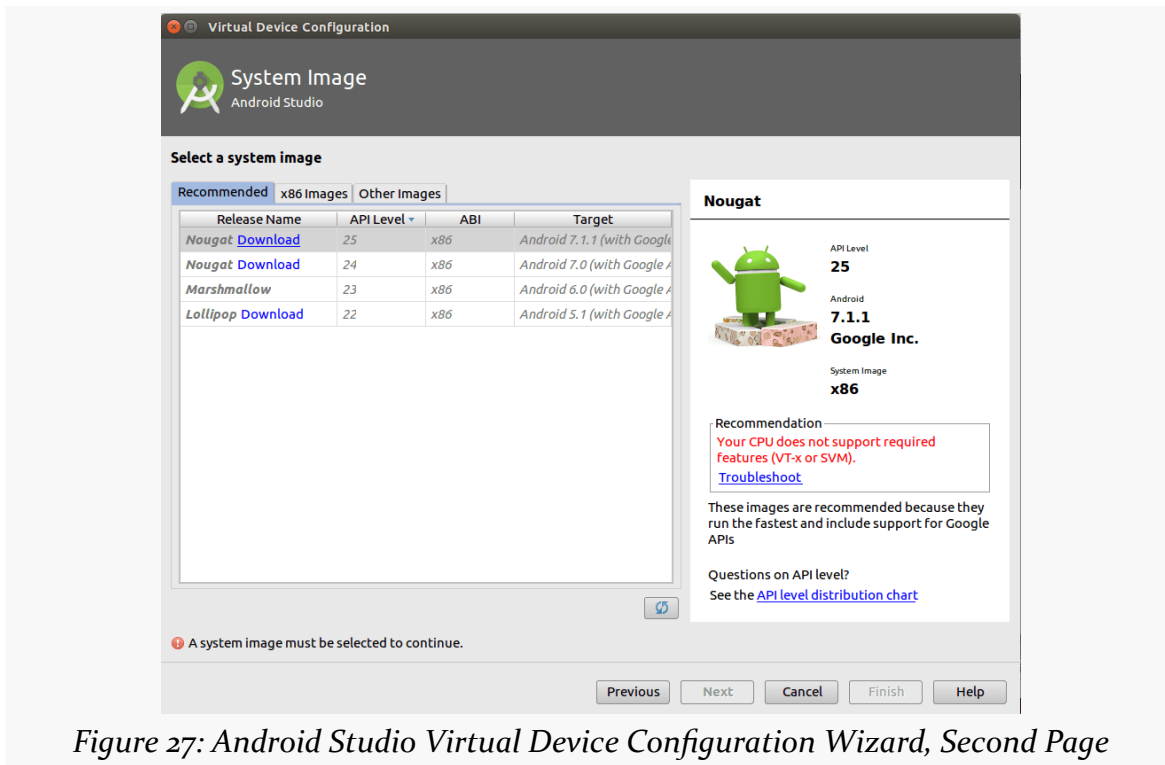 Virtual Device Configuration
System Image
Android Studio
Select a system image
Recommended x86 Images Other Images
Release Name API Level ABI Target
Nougat Download 25 x86 Android 7.1.1 (with Google
Nougat Download 24 x86 Android 7.0 (with Google A
Marshmallow 23 x86 Android 6.0 (with Google A
Lollipop Download 22 x86 Android 5.1 (with Google A
Nougat
API Level
25
Android
7.1.1
Google Inc.
System Image
x86
Recommendation
Your CPU does not support required
features (VT-x or SVM).
Troubleshoot
These images are recommended because they
run the fastest and include support for Google
APIs
Questions on API level?
See the API level distribution chart
A system image must be selected to continue.
Previous Next Cancel Finish Help
Figure 27: Android Studio Virtual Device Configuration Wizard, Second Page